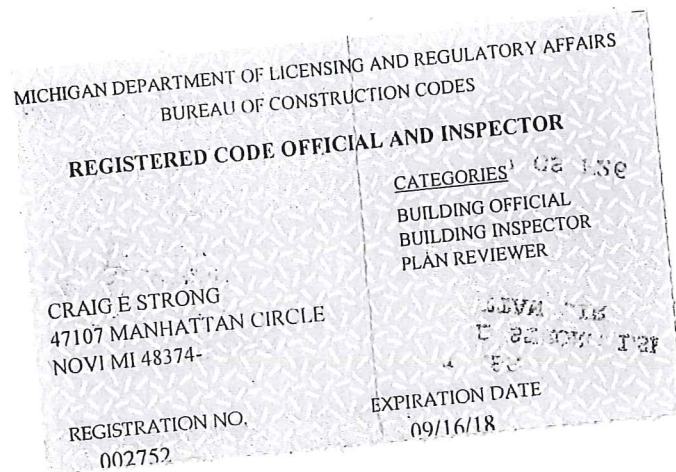 MICHIGAN DEPARTMENT OF LICENSING AND REGULATORY AFFAIRS
BUREAU OF CONSTRUCTION CODES
REGISTERED CODE OFFICIAL AND INSPECTOR
CATEGORIES
BUILDING OFFICIAL
BUILDING INSPECTOR
PLAN REVIEWER
CRAIG E STRONG
47107 MANHATTAN CIRCLE
NOVI MI 48374-
REGISTRATION NO.
002752
EXPIRATION DATE
09/16/18